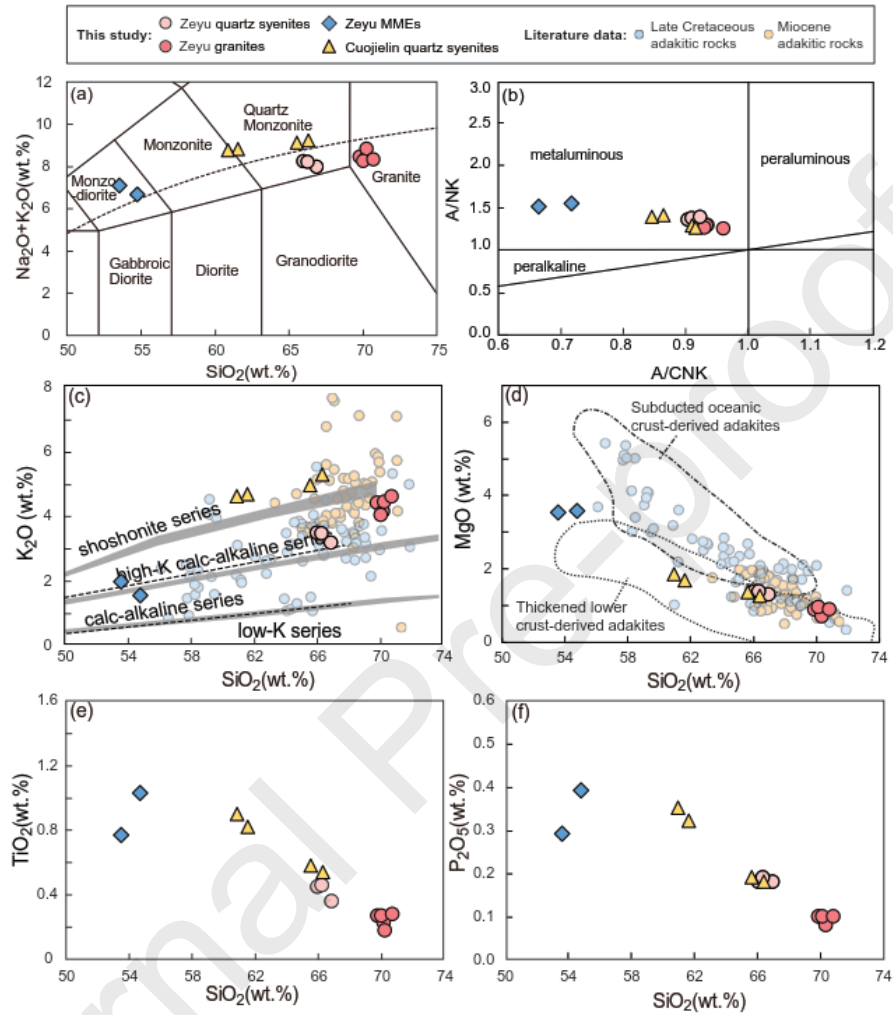 This study:
Zeyu quartz syenites
Zeyu MMEs
Zeyu granites
Cuojielin quartz syenites
Literature data:
Late Cretaceous
adakitic rocks
Miocene
adakitic rocks
(a)
Na2O+K2O(wt.%)
12
10
8
6
4
2
0
Quartz
Monzonite
Monzonite
Monzo-
diorite
Granite
Gabbroic
Diorite
Diorite
Granodiorite
50 55 60 65 70 75
SiO2(wt.%)
(b)
A/NK
3.0
2.5
2.0
1.5
1.0
0.5
0.0
metaluminous
peraluminous
peralkaline
0.6 0.7 0.8 0.9 1.0 1.1 1.2
A/CNK
(c)
K2O (wt.%)
8
6
4
2
0
shoshonite series
high-K calc-alkaline serie
calc-alkaline series
low-K series
50 54 58 62 66 70 74
SiO2(wt.%)
(d)
MgO (wt.%)
6
4
2
0
Subducted oceanic
crust-derived adakites
Thickened lower
crust-derived adakites
50 54 58 62 66 70 74
SiO2(wt.%)
(e)
TiO2(wt.%)
1.6
1.2
0.8
0.4
0
50 54 58 62 66 70 74
SiO2(wt.%)
(f)
P2O5(wt.%)
0.6
0.5
0.4
0.3
0.2
0.1
0
50 54 58 62 66 70 74
SiO2(wt.%)
rnal Pre-proof